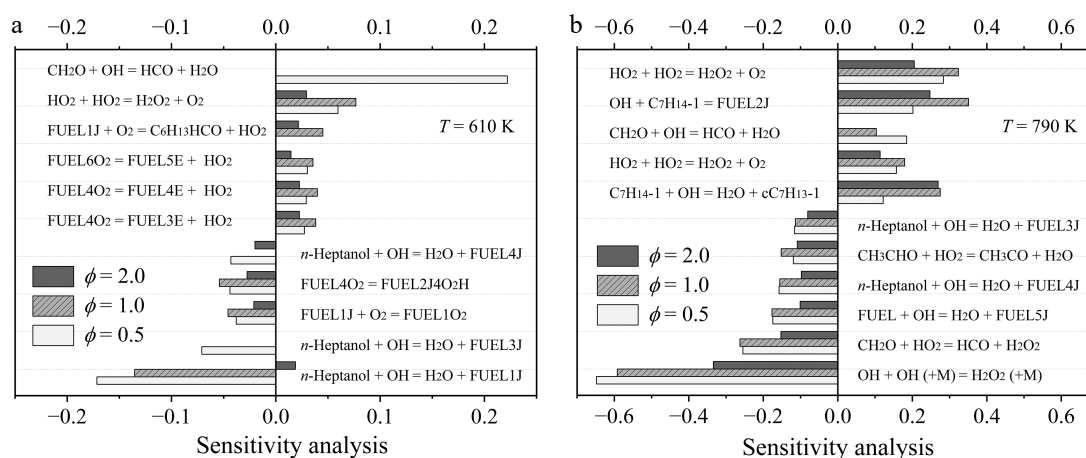 a
−0.2 −0.1 0.0 0.1 0.2
CH2O + OH = HCO + H2O
HO2 + HO2 = H2O2 + O2
FUEL1J + O2 = C6H13HCO + HO2
T = 610 K
FUEL6O2 = FUEL5E + HO2
FUEL4O2 = FUEL4E + HO2
FUEL4O2 = FUEL3E + HO2
n-Heptanol + OH = H2O + FUEL4J
ϕ = 2.0
FUEL4O2 = FUEL2J4O2H
ϕ = 1.0
FUEL1J + O2 = FUEL1O2
ϕ = 0.5
n-Heptanol + OH = H2O + FUEL3J
n-Heptanol + OH = H2O + FUEL1J
−0.2 −0.1 0.0 0.1 0.2
Sensitivity analysis
b
−0.6 −0.4 −0.2 0.0 0.2 0.4 0.6
HO2 + HO2 = H2O2 + O2
OH + C7H14-1 = FUEL2J
T = 790 K
CH2O + OH = HCO + H2O
HO2 + HO2 = H2O2 + O2
C7H14-1 + OH = H2O + cC7H13-1
n-Heptanol + OH = H2O + FUEL3J
CH3CHO + HO2 = CH3CO + H2O
ϕ = 2.0
n-Heptanol + OH = H2O + FUEL4J
ϕ = 1.0
FUEL + OH = H2O + FUEL5J
ϕ = 0.5
CH2O + HO2 = HCO + H2O2
OH + OH (+M) = H2O2 (+M)
−0.6 −0.4 −0.2 0.0 0.2 0.4 0.6
Sensitivity analysis